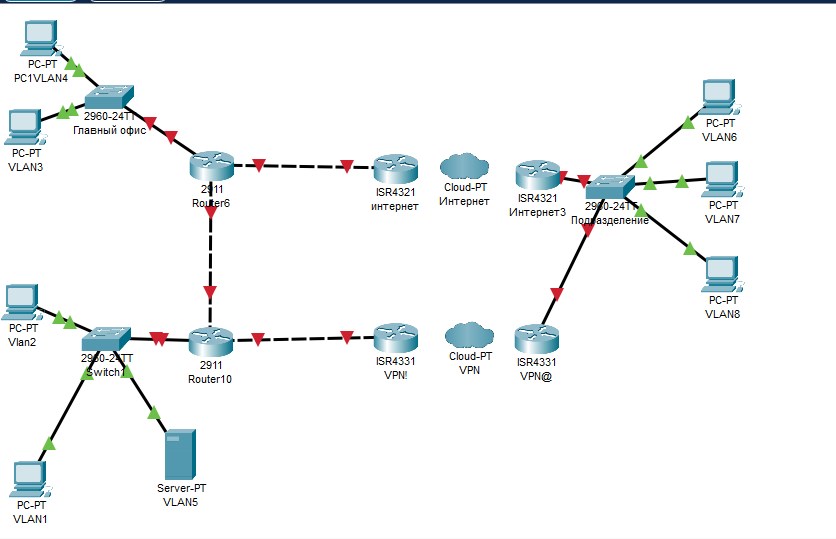 PC-PT
PC1VLAN4
2960-24TT
Главный офис
PC-PT
VLAN3
2911
Router6
ISR4321
интернет
Cloud-PT
Интернет
ISR4321
Интернет3
2960-24TT
Подразделение
PC-PT
VLAN6
PC-PT
VLAN7
PC-PT
VLAN8
PC-PT
Vlan2
2960-24TT
Switch1
2911
Router10
ISR4331
VPN!
Cloud-PT
VPN
ISR4331
VPN@
PC-PT
VLAN1
Server-PT
VLAN5